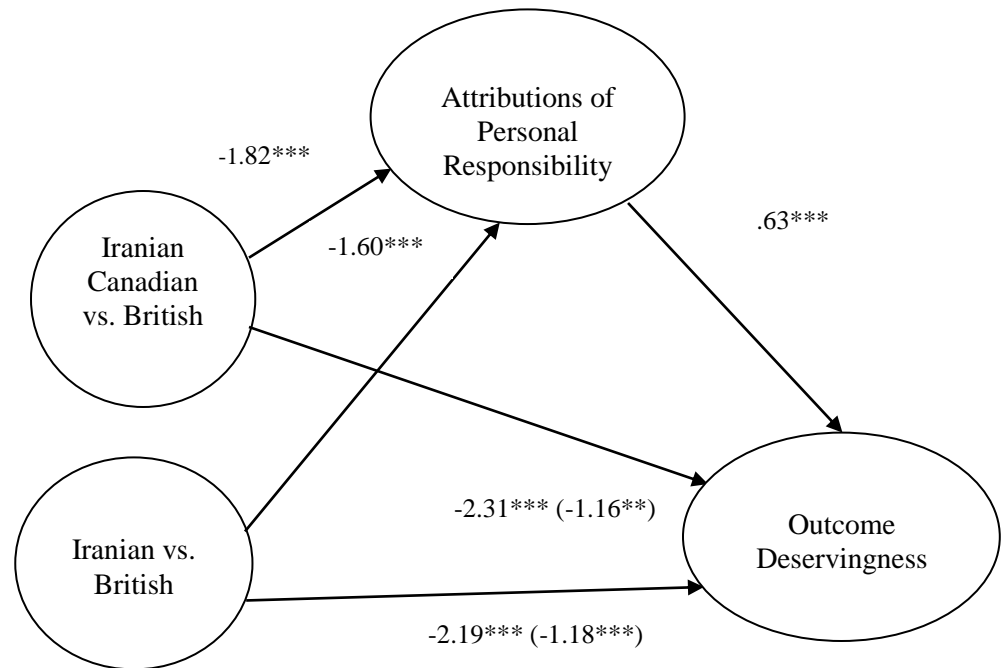 Attributions of
Personal
Responsibility
-1.82***
.63***
-1.60***
Iranian
Canadian
vs. British
-2.31*** (-1.16**)
Outcome
Deservingness
Iranian vs.
British
-2.19*** (-1.18***)